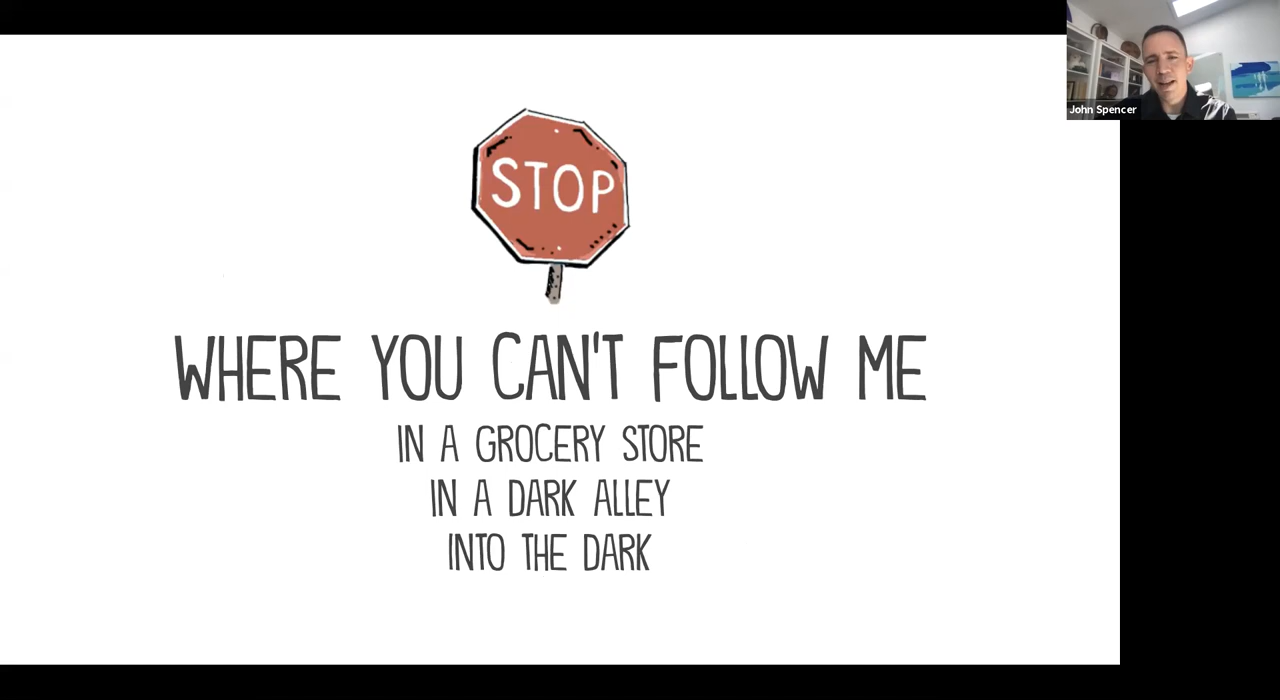 John Spencer
STOP
WHERE YOU CAN'T FOLLOW ME
IN A GROCERY STORE
IN A DARK ALLEY
INTO THE DARK